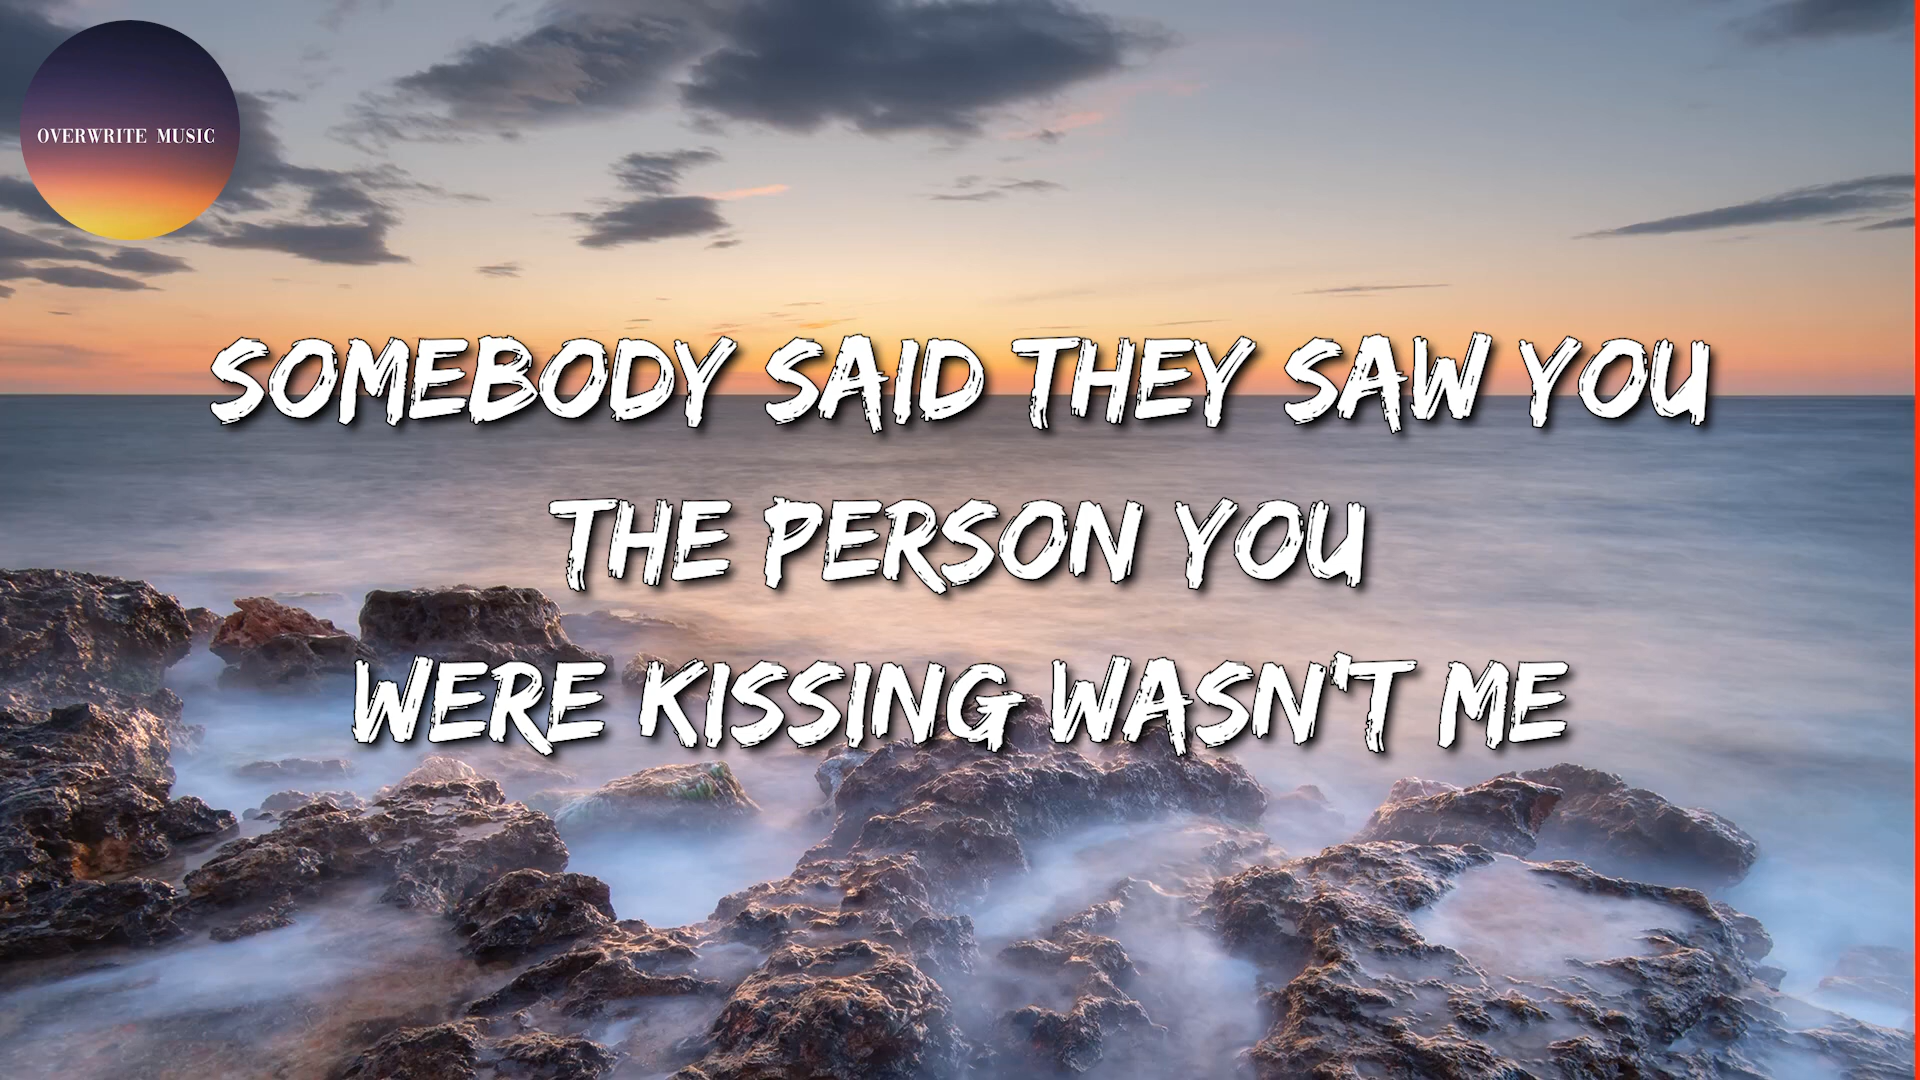 OVERWRITE MUSIC
SOMEBODY SAID THEY SAW YOU
THE PERSON YOU
WERE KISSING WASN'T ME